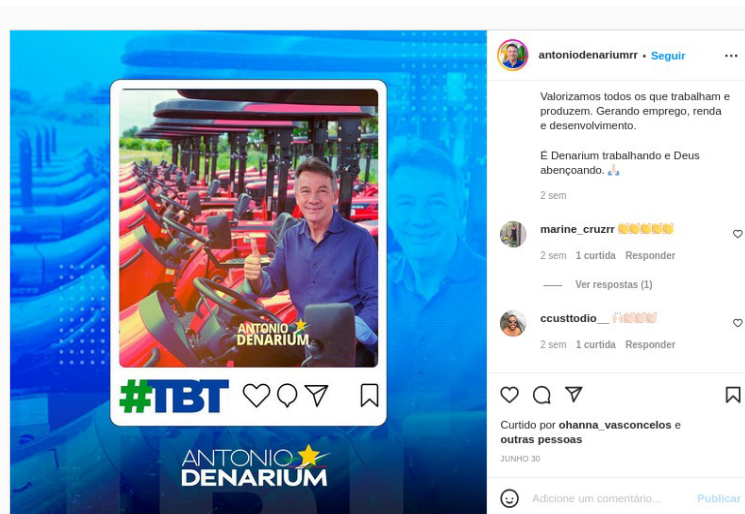 antoniodenariumrr • Seguir
Valorizamos todos os que trabalham e
produzem. Gerando emprego, renda
e desenvolvimento.
É Denarium trabalhando e Deus
abençoando. 🙏🏻
2 sem
marine_cruzrr 👏👏👏👏👏
2 sem 1 curtida Responder
Ver respostas (1)
ccusttodio__ 🙌🏻👏🏻👏🏻👏🏻
2 sem 1 curtida Responder
Curtido por ohanna_vasconcelos e
outras pessoas
JUNHO 30
Adicione um comentário... Publicar
ANTONIO
DENARIUM
#TBT
ANTONIO
DENARIUM